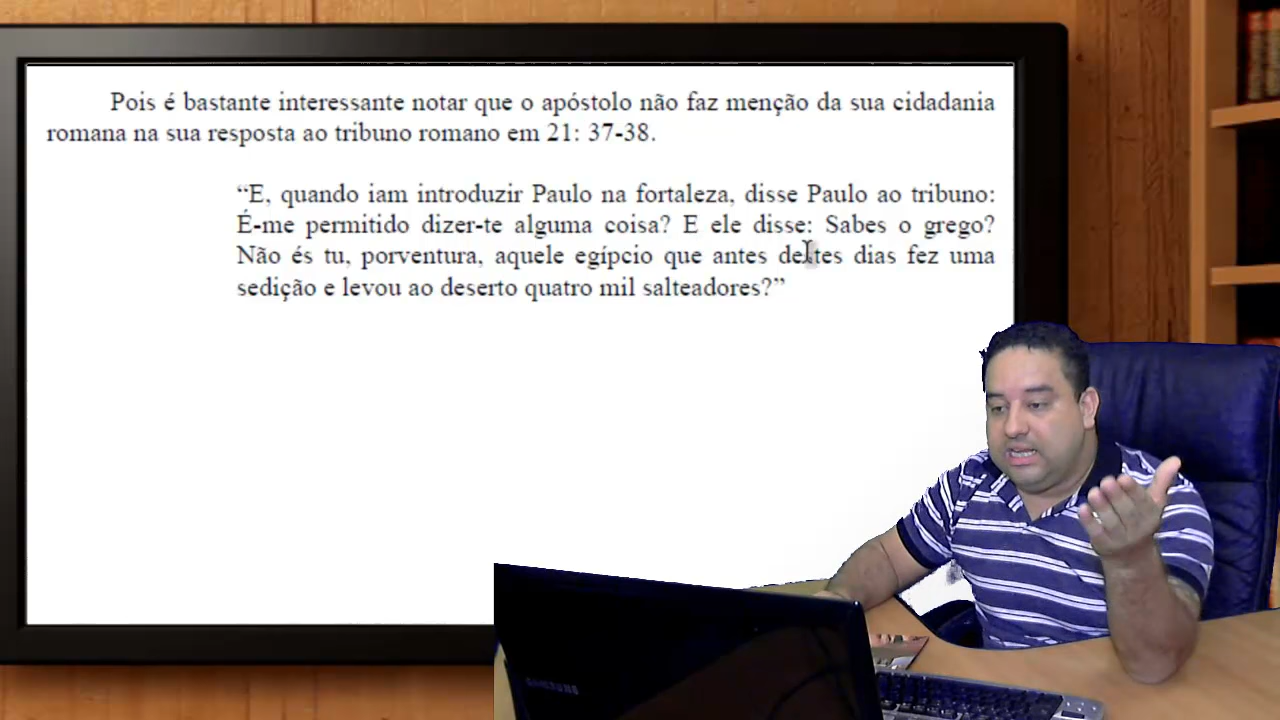 Pois é bastante interessante notar que o apóstolo não faz menção da sua cidadania
romana na sua resposta ao tribuno romano em 21: 37-38.
“E, quando iam introduzir Paulo na fortaleza, disse Paulo ao tribuno:
É-me permitido dizer-te alguma coisa? E ele disse: Sabes o grego?
Não és tu, porventura, aquele egípcio que antes destes dias fez uma
sedição e levou ao deserto quatro mil salteadores?”
SAMSUNG